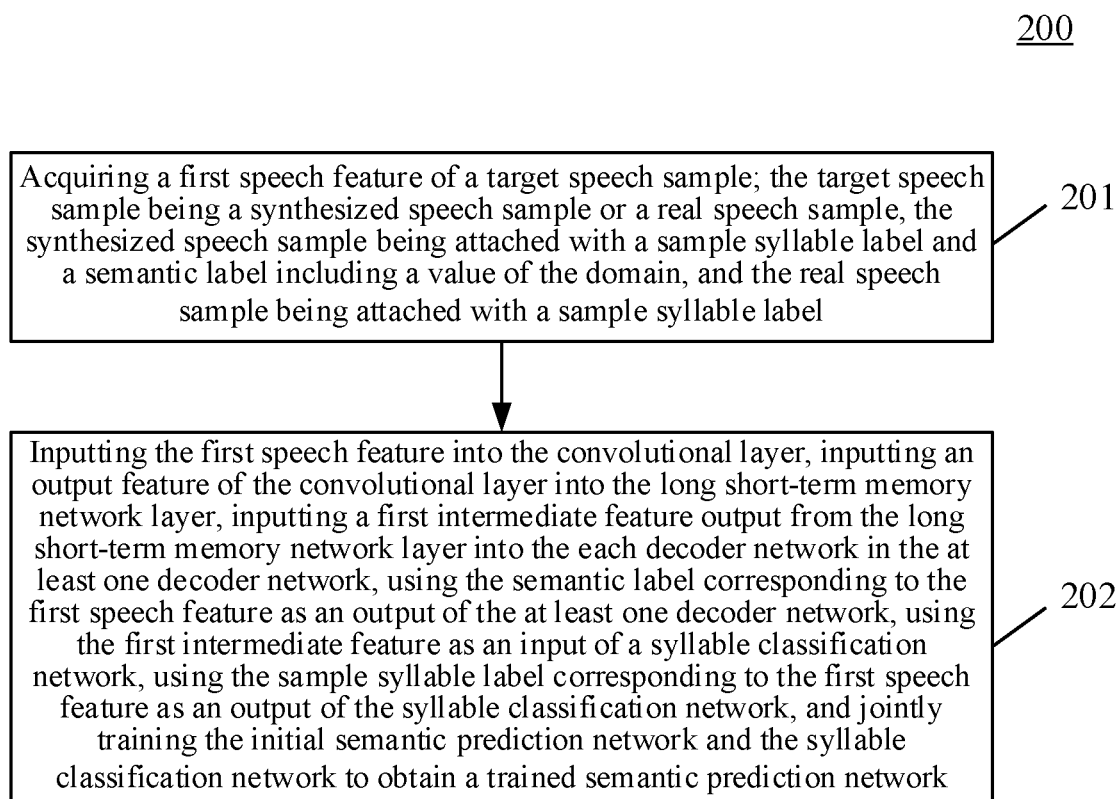 200
Acquiring a first speech feature of a target speech sample; the target speech
sample being a synthesized speech sample or a real speech sample, the
synthesized speech sample being attached with a sample syllable label and
a semantic label including a value of the domain, and the real speech
sample being attached with a sample syllable label
201
Inputting the first speech feature into the convolutional layer, inputting an
output feature of the convolutional layer into the long short-term memory
network layer, inputting a first intermediate feature output from the long
short-term memory network layer into the each decoder network in the at
least one decoder network, using the semantic label corresponding to the
first speech feature as an output of the at least one decoder network, using
the first intermediate feature as an input of a syllable classification
network, using the sample syllable label corresponding to the first speech
feature as an output of the syllable classification network, and jointly
training the initial semantic prediction network and the syllable
classification network to obtain a trained semantic prediction network
202